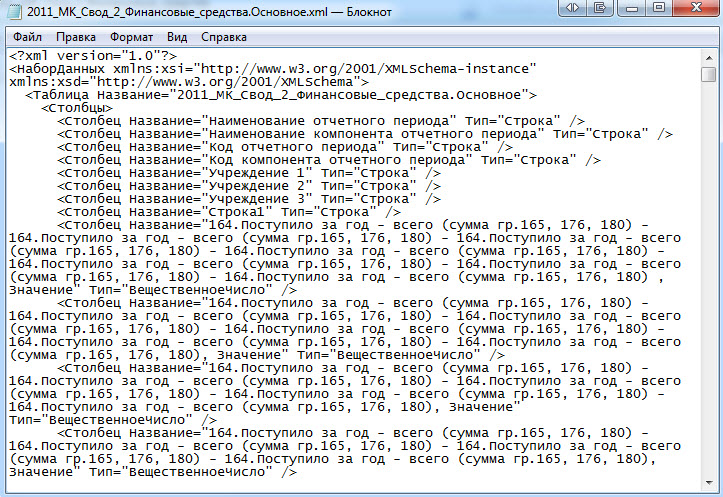 2011_МК_Свод_2_Финансовые_средства.Основное.xml — Блокнот
Файл Правка Формат Вид Справка
<?xml version="1.0"?>
<НаборДанных xmlns:xsi="http://www.w3.org/2001/XMLSchema-instance"
xmlns:xsd="http://www.w3.org/2001/XMLSchema">
<Таблица Название="2011_МК_Свод_2_Финансовые_средства.Основное">
<Столбцы>
<Столбец Название="Наименование отчетного периода" Тип="Строка" />
<Столбец Название="Наименование компонента отчетного периода" Тип="Строка" />
<Столбец Название="Код отчетного периода" Тип="Строка" />
<Столбец Название="Код компонента отчетного периода" Тип="Строка" />
<Столбец Название="Учреждение 1" Тип="Строка" />
<Столбец Название="Учреждение 2" Тип="Строка" />
<Столбец Название="Учреждение 3" Тип="Строка" />
<Столбец Название="Строка1" Тип="Строка" />
<Столбец Название="164.Поступило за год - всего (сумма гр.165, 176, 180) -
164.Поступило за год - всего (сумма гр.165, 176, 180) - 164.Поступило за год - всего
(сумма гр.165, 176, 180) - 164.Поступило за год - всего (сумма гр.165, 176, 180) -
164.Поступило за год - всего (сумма гр.165, 176, 180) - 164.Поступило за год - всего
(сумма гр.165, 176, 180) - 164.Поступило за год - всего (сумма гр.165, 176, 180) ,
Значение" Тип="ВещественноеЧисло" />
<Столбец Название="164.Поступило за год - всего (сумма гр.165, 176, 180) -
164.Поступило за год - всего (сумма гр.165, 176, 180) - 164.Поступило за год - всего
(сумма гр.165, 176, 180) - 164.Поступило за год - всего (сумма гр.165, 176, 180) -
164.Поступило за год - всего (сумма гр.165, 176, 180) - 164.Поступило за год - всего
(сумма гр.165, 176, 180), Значение" Тип="ВещественноеЧисло" />
<Столбец Название="164.Поступило за год - всего (сумма гр.165, 176, 180) -
164.Поступило за год - всего (сумма гр.165, 176, 180) - 164.Поступило за год - всего
(сумма гр.165, 176, 180) - 164.Поступило за год - всего (сумма гр.165, 176, 180) -
164.Поступило за год - всего (сумма гр.165, 176, 180), Значение"
Тип="ВещественноеЧисло" />
<Столбец Название="164.Поступило за год - всего (сумма гр.165, 176, 180) -
164.Поступило за год - всего (сумма гр.165, 176, 180) - 164.Поступило за год - всего
(сумма гр.165, 176, 180) - 164.Поступило за год - всего (сумма гр.165, 176, 180),
Значение" Тип="ВещественноеЧисло" />